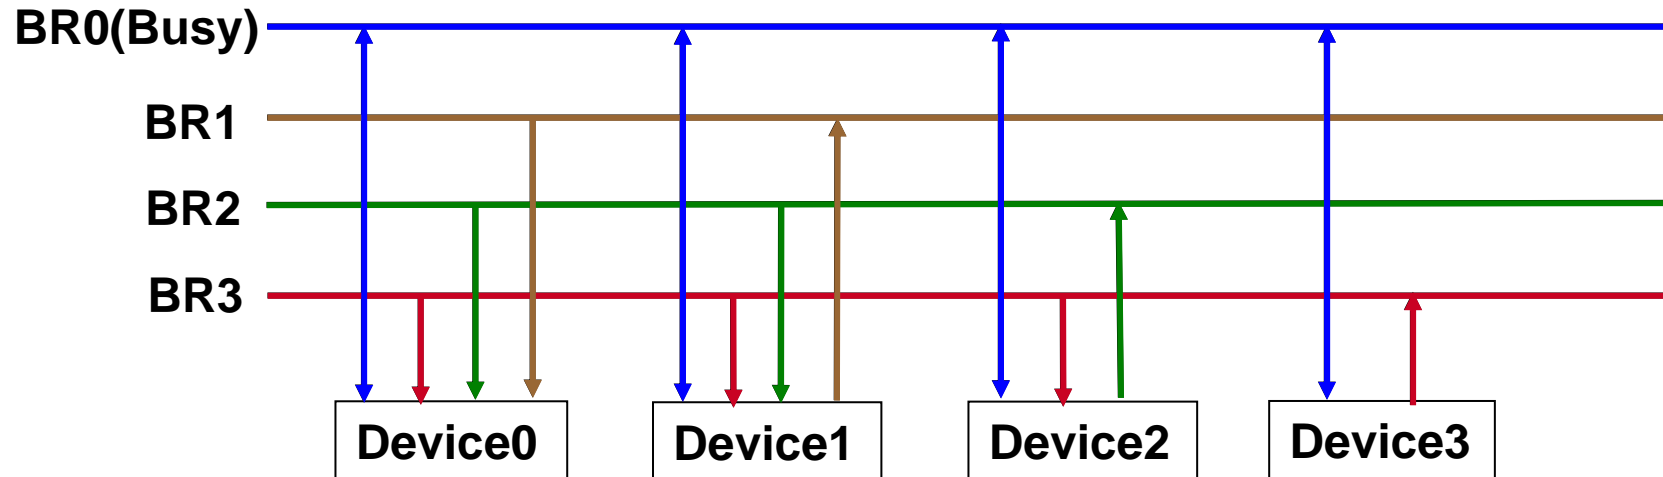 BR0(Busy)
BR1
BR2
BR3
Device0
Device1
Device2
Device3